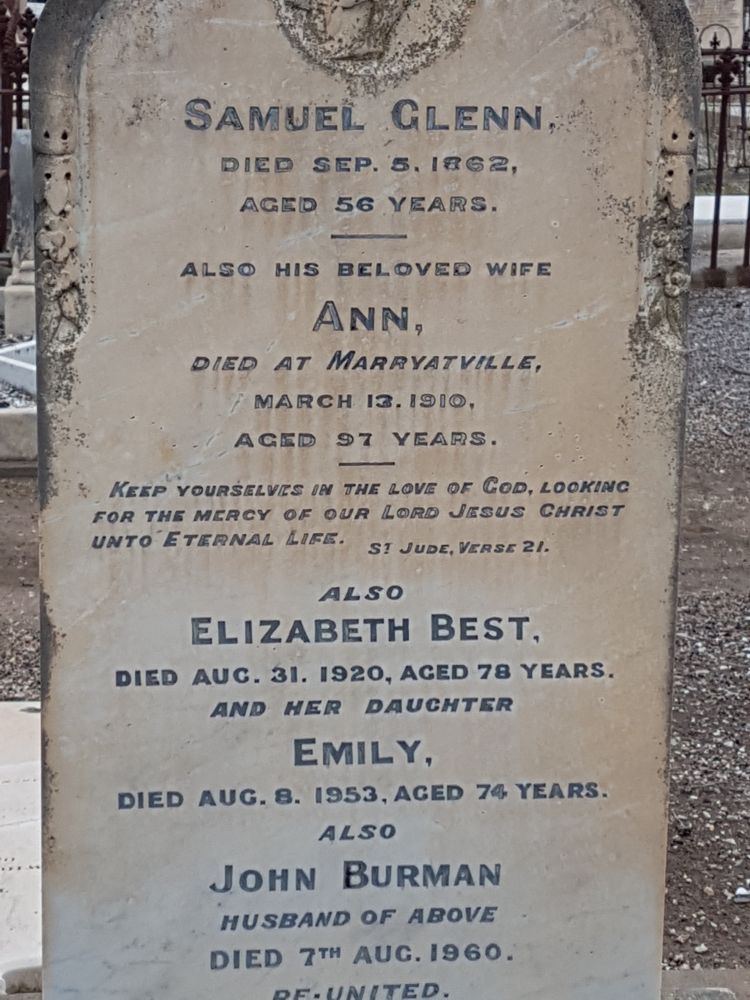 SAMUEL GLENN,
DIED SEP. 5. 1862,
AGED 56 YEARS.
ALSO HIS BELOVED WIFE
ANN,
DIED AT MARRYATVILLE,
MARCH 13. 1910,
AGED 97 YEARS.
KEEP YOURSELVES IN THE LOVE OF GOD, LOOKING
FOR THE MERCY OF OUR LORD JESUS CHRIST
UNTO ETERNAL LIFE.
ST JUDE, VERSE 21.
ALSO
ELIZABETH BEST,
DIED AUG. 31. 1920, AGED 78 YEARS.
AND HER DAUGHTER
EMILY,
DIED AUG. 8. 1953, AGED 74 YEARS.
ALSO
JOHN BURMAN
HUSBAND OF ABOVE
DIED 7TH AUG. 1960.
RE-UNITED.